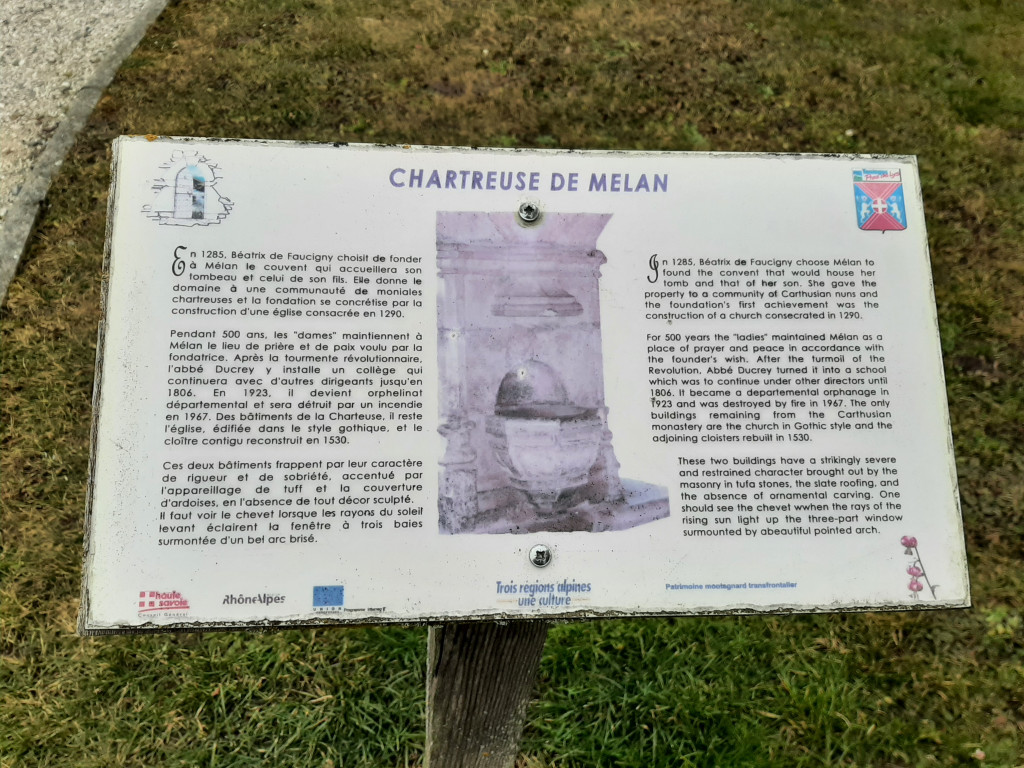 CHARTREUSE DE MELAN
En 1285, Béatrix de Faucigny choisit de fonder
à Mélan le couvent qui accueillera son
tombeau et celui de son fils. Elle donne le
domaine à une communauté de moniales
chartreuses et la fondation se concrétise par la
construction d'une église consacrée en 1290.
Pendant 500 ans, les "dames" maintiennent à
Mélan le lieu de prière et de paix voulu par la
fondatrice. Après la tourmente révolutionnaire,
l'abbé Ducrey y installe un collège qui
continuera avec d'autres dirigeants jusqu'en
1806. En 1923, il devient orphelinat
départemental et sera détruit par un incendie
en 1967. Des bâtiments de la Charteuse, il reste
l'église, édifiée dans le style gothique, et le
cloître contigu reconstruit en 1530.
Ces deux bâtiments frappent par leur caractère
de rigueur et de sobriété, accentué par
l'appareillage de tuff et la couverture
d'ardoises, en l'absence de tout décor sculpté.
Il faut voir le chevet lorsque les rayons du soleil
levant éclairent la fenêtre à trois baies
surmontée d'un bel arc brisé.
In 1285, Béatrix de Faucigny choose Mélan to
found the convent that would house her
tomb and that of her son. She gave the
property to a community of Carthusian nuns and
the foundation's first achievement was the
construction of a church consecrated in 1290.
For 500 years the "ladies" maintained Mélan as a
place of prayer and peace in accordance with
the founder's wish. After the turmoil of the
Revolution, Abbé Ducrey turned it into a school
which was to continue under other directors until
1806. It became a departemental orphanage in
1923 and was destroyed by fire in 1967. The only
buildings remaining from the Carthusian
monastery are the church in Gothic style and the
adjoining cloisters rebuilt in 1530.
These two buildings have a strikingly severe
and restrained character brought out by the
masonry in tufa stones, the slate roofing, and
the absence of ornamental carving. One
should see the chevet wwhen the rays of the
rising sun light up the three-part window
surmounted by abeautiful pointed arch.
haute
savoie
Conseil Général
RhôneAlpes
Trois régions alpines
une culture
Patrimoine montagnard transfrontalier